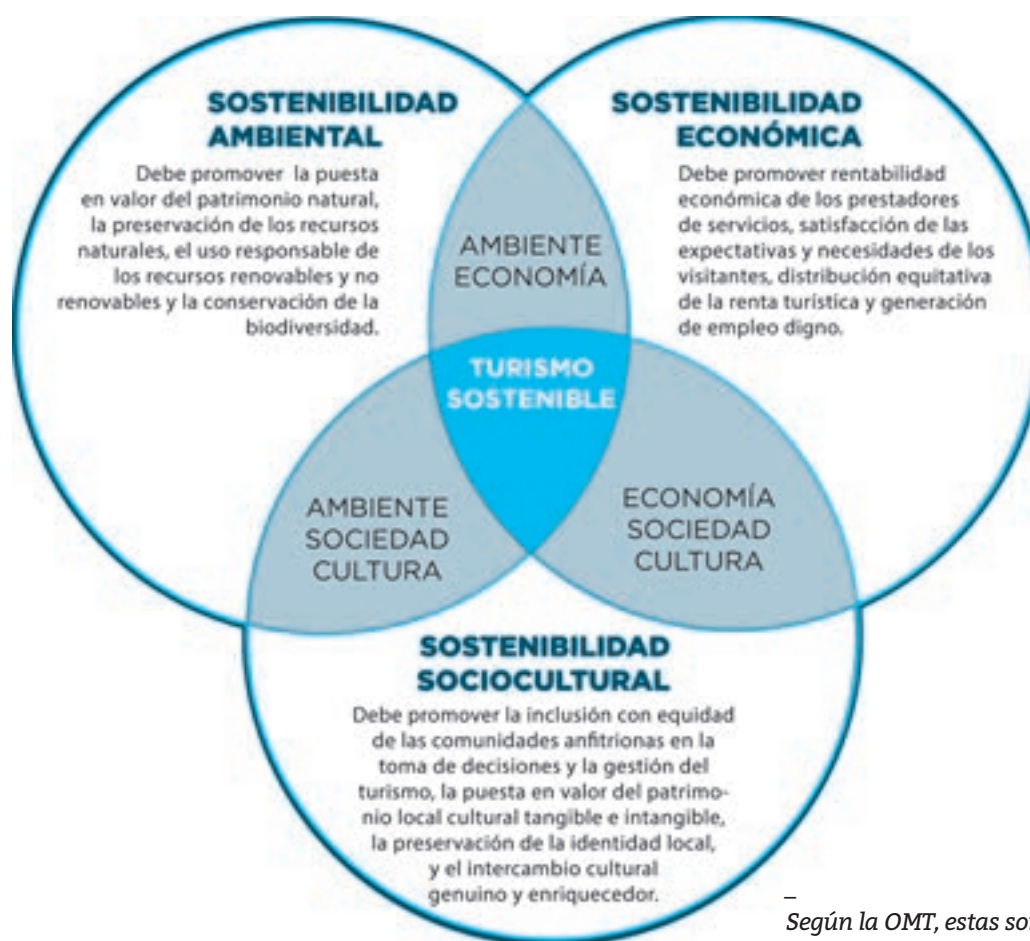 SOSTENIBILIDAD
AMBIENTAL
Debe promover la puesta
en valor del patrimonio natural,
la preservación de los recursos
naturales, el uso responsable de
los recursos renovables y no
renovables y la conservación de la
biodiversidad.
SOSTENIBILIDAD
ECONÓMICA
Debe promover rentabilidad
económica de los prestadores
de servicios, satisfacción de las
expectativas y necesidades de los
visitantes, distribución equitativa
de la renta turística y generación
de empleo digno.
AMBIENTE
ECONOMÍA
TURISMO
SOSTENIBLE
AMBIENTE
SOCIEDAD
CULTURA
ECONOMÍA
SOCIEDAD
CULTURA
SOSTENIBILIDAD
SOCIOCULTURAL
Debe promover la inclusión con equidad
de las comunidades anfitrionas en la
toma de decisiones y la gestión del
turismo, la puesta en valor del patrimo-
nio local cultural tangible e intangible,
la preservación de la identidad local,
y el intercambio cultural
genuino y enriquecedor.
–
Según la OMT, estas